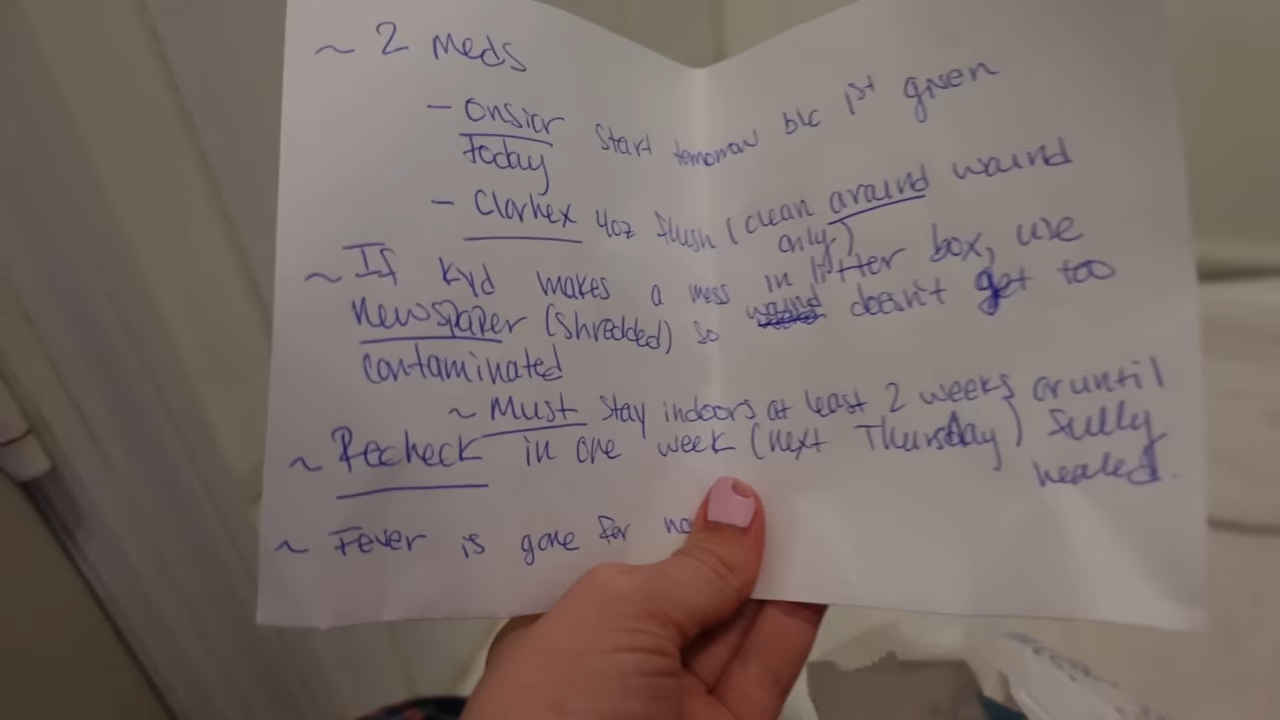 ~ 2 Meds
- Onsior Start tomorrow b/c 1st given
today
- Clorhex 4oz flush (clean around wound
only)
~ If Kyd makes a mess in litter box, use
newspaper (shredded) so doesn't get too
contaminated
~ Must stay indoors at least 2 weeks or until
fully
healed.
~ Recheck in one week (next Thursday)
~ Fever is gone for